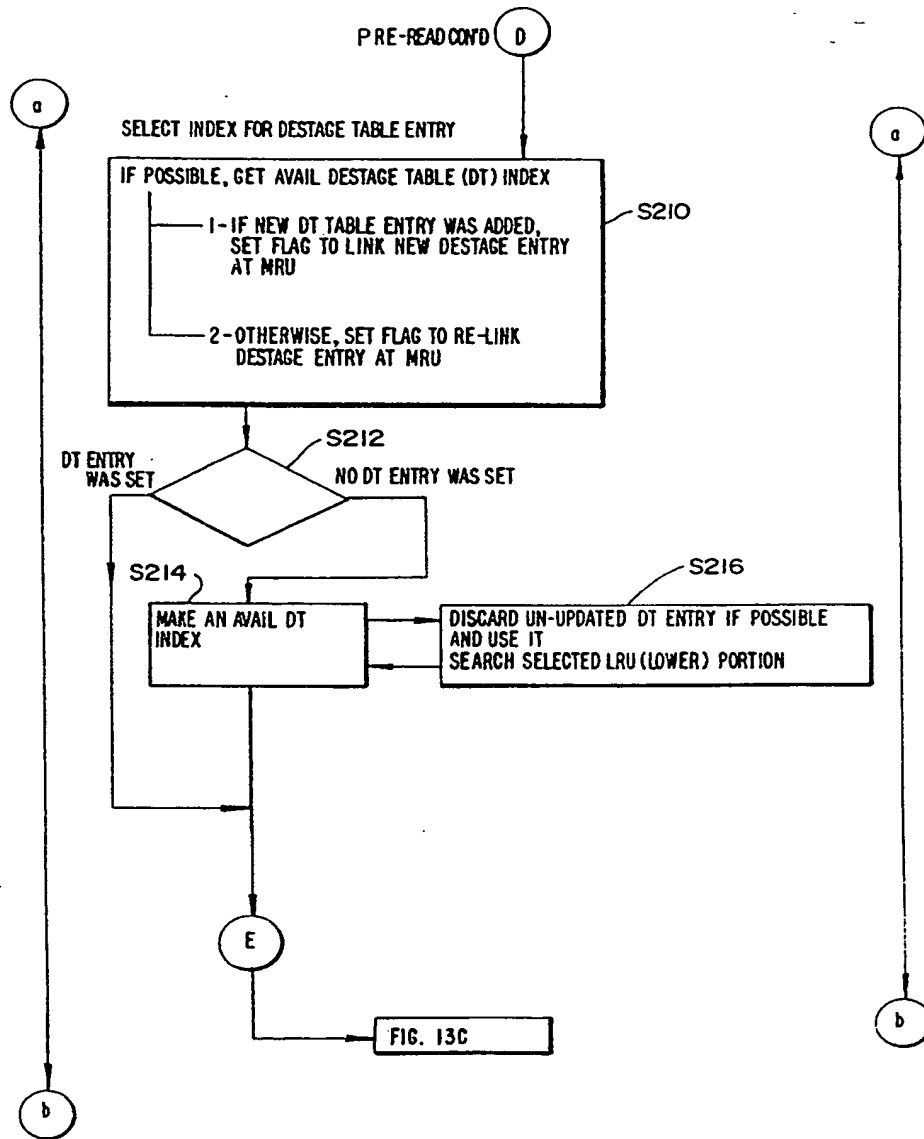 PRE-READ CON'D D
a
a
SELECT INDEX FOR DESTAGE TABLE ENTRY
IF POSSIBLE, GET AVAIL DESTAGE TABLE (DT) INDEX
S210
1-IF NEW DT TABLE ENTRY WAS ADDED,
SET FLAG TO LINK NEW DESTAGE ENTRY
AT MRU
2-OTHERWISE, SET FLAG TO RE-LINK
DESTAGE ENTRY AT MRU
S212
DT ENTRY
WAS SET
NO DT ENTRY WAS SET
S214
MAKE AN AVAIL DT
INDEX
S216
DISCARD UN-UPDATED DT ENTRY IF POSSIBLE
AND USE IT
SEARCH SELECTED LRU (LOWER) PORTION
E
FIG. 13C
b
b